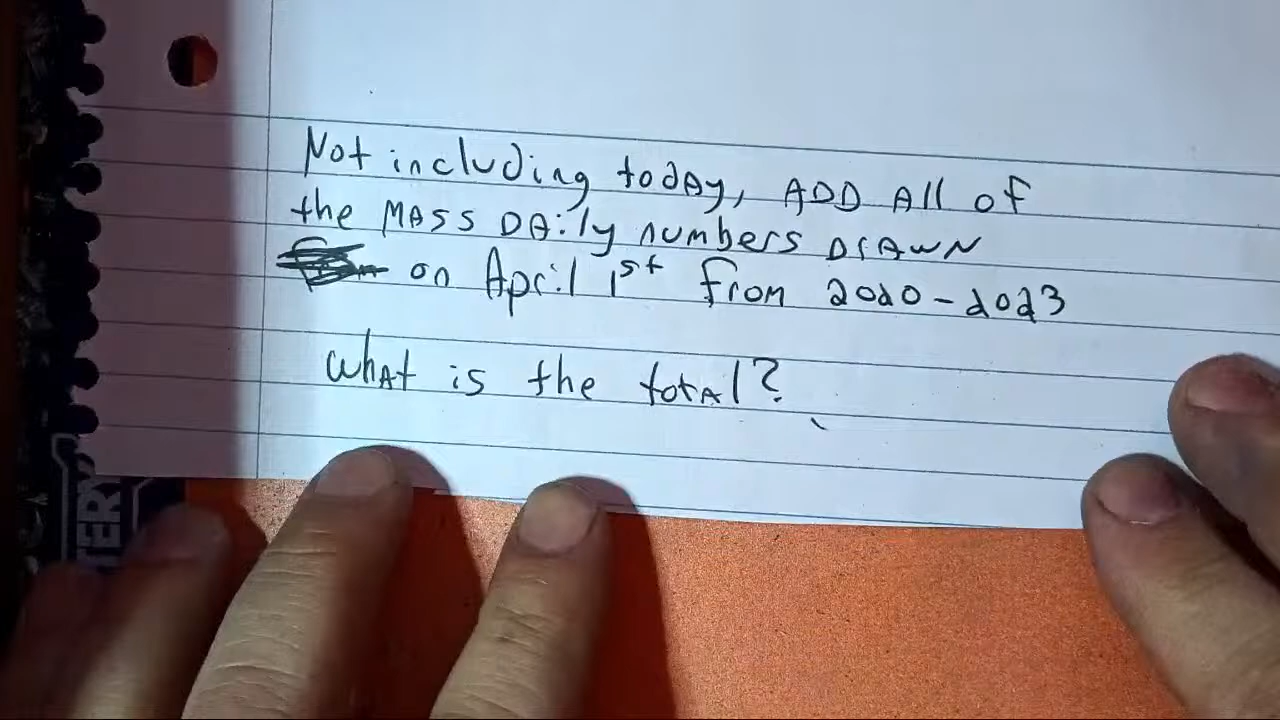 Not including today, ADD All of
the MASS DAily numbers DrAWN
on April 1st from 2020-2023
WhAt is the totAl?
TERY